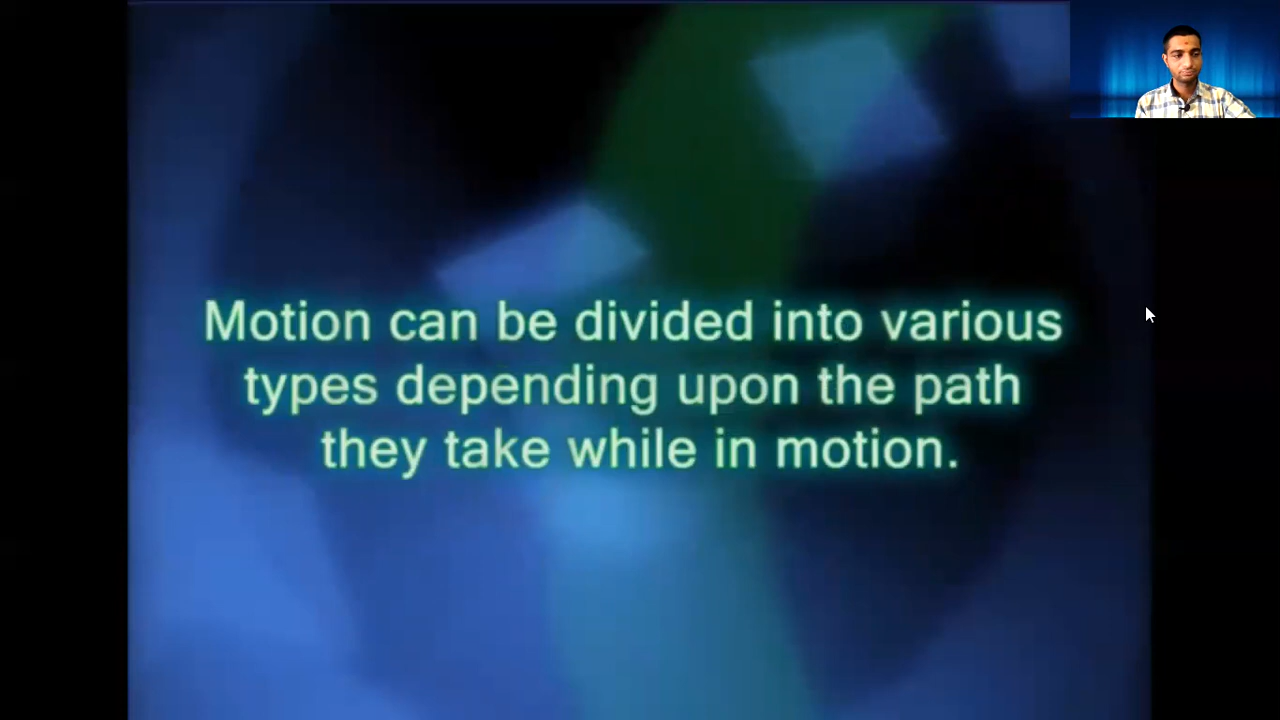 Motion can be divided into various
types depending upon the path
they take while in motion.